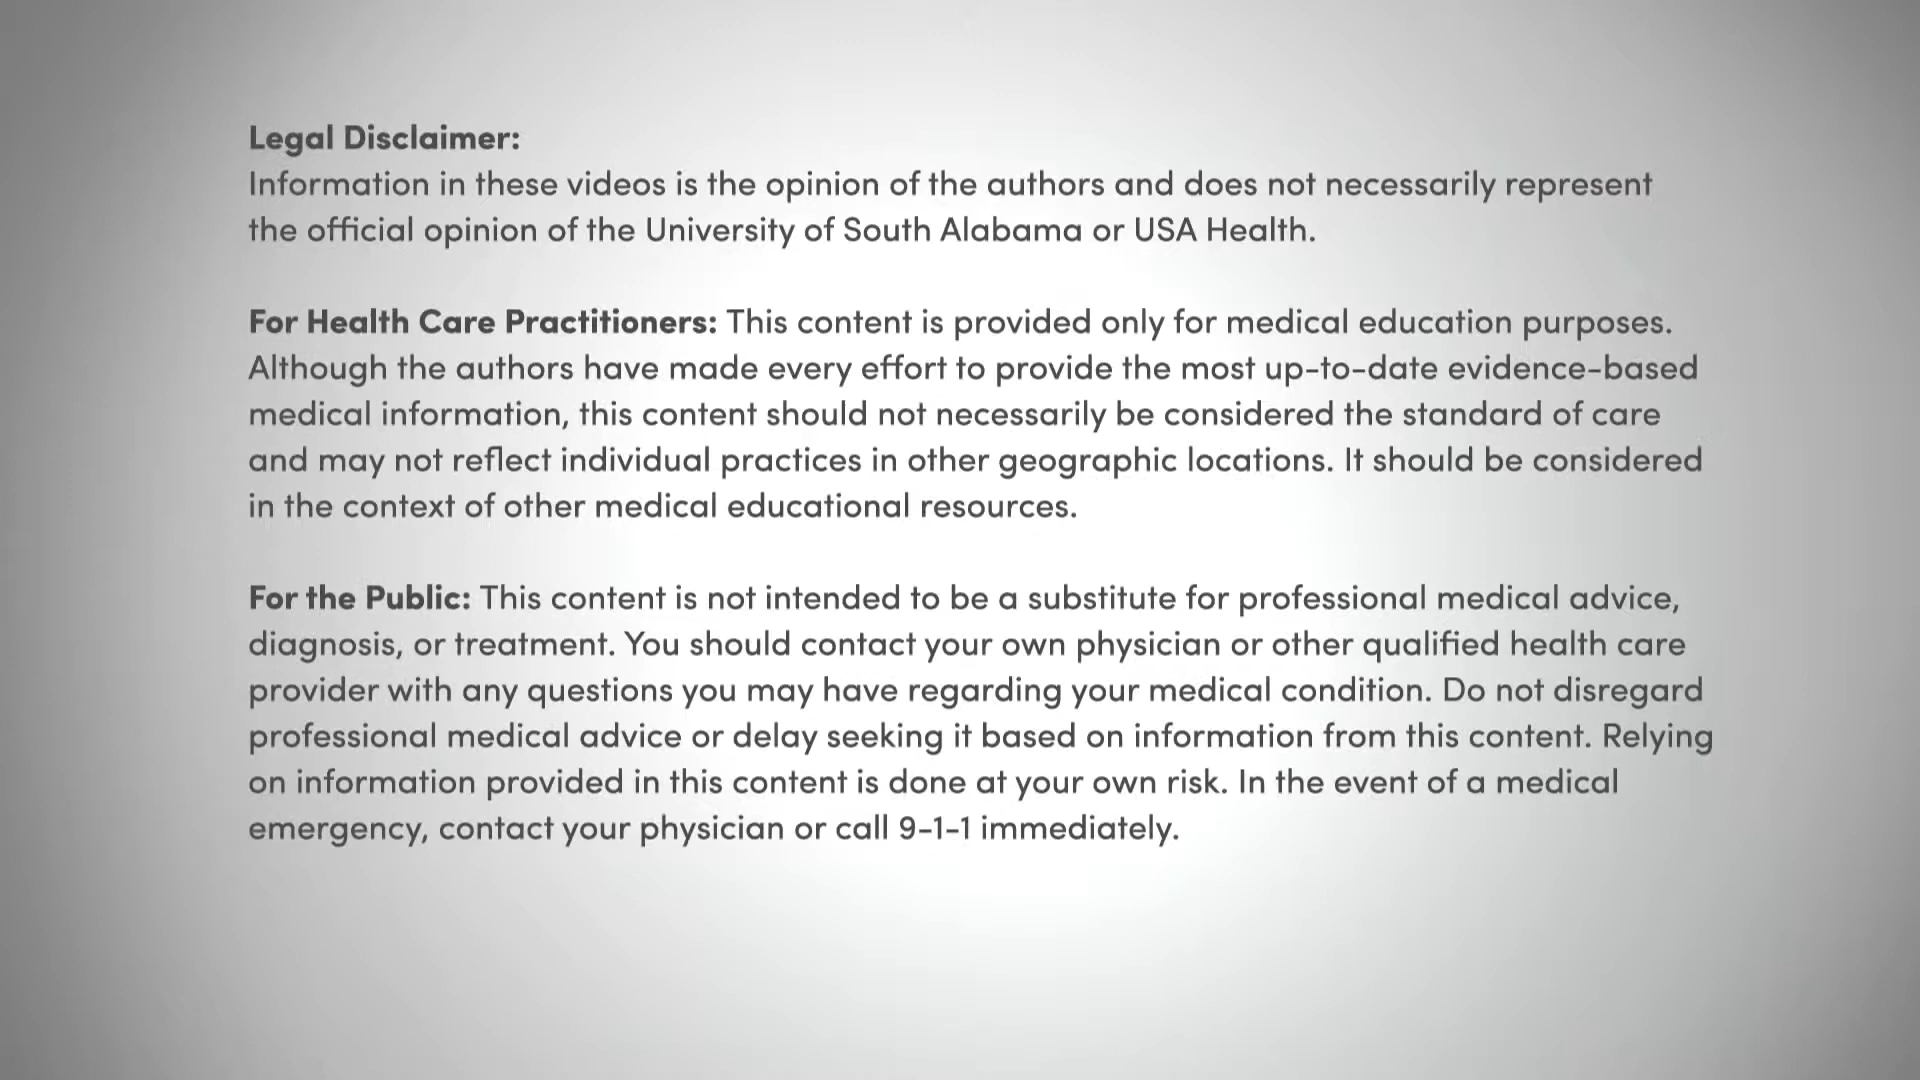 Legal Disclaimer:
Information in these videos is the opinion of the authors and does not necessarily represent
the official opinion of the University of South Alabama or USA Health.
For Health Care Practitioners: This content is provided only for medical education purposes.
Although the authors have made every effort to provide the most up-to-date evidence-based
medical information, this content should not necessarily be considered the standard of care
and may not reflect individual practices in other geographic locations. It should be considered
in the context of other medical educational resources.
For the Public: This content is not intended to be a substitute for professional medical advice,
diagnosis, or treatment. You should contact your own physician or other qualified health care
provider with any questions you may have regarding your medical condition. Do not disregard
professional medical advice or delay seeking it based on information from this content. Relying
on information provided in this content is done at your own risk. In the event of a medical
emergency, contact your physician or call 9-1-1 immediately.